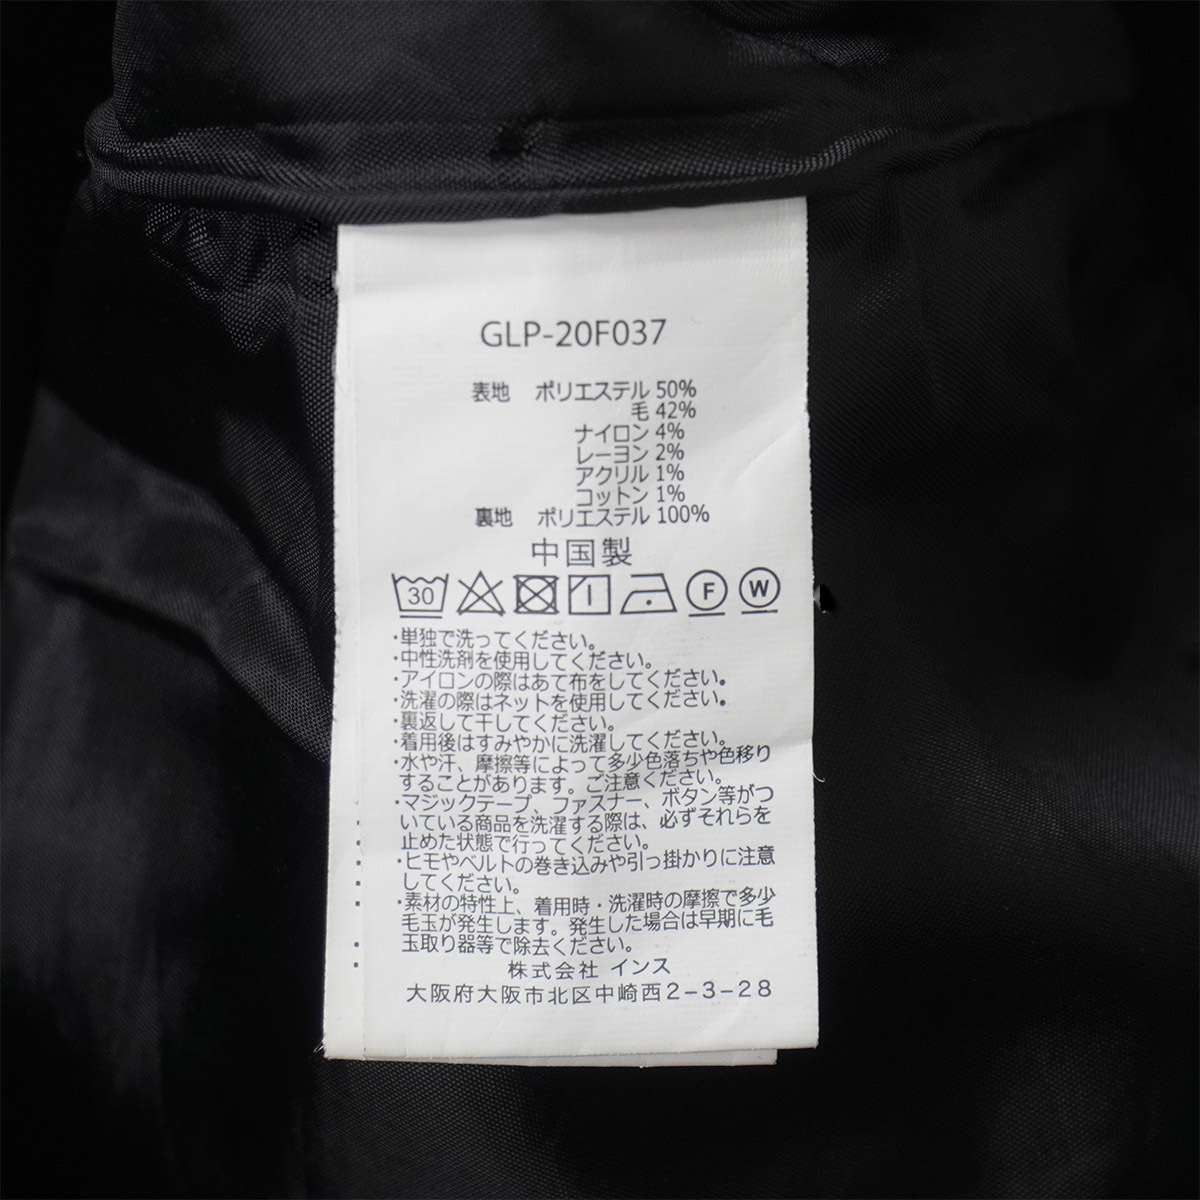 GLP-20F037
表地　ポリエステル 50%
毛 42%
ナイロン 4%
レーヨン 2%
アクリル 1%
コットン 1%
裏地　ポリエステル 100%
中国製
30 F W
・単独で洗ってください。
・中性洗剤を使用してください。
・アイロンの際はあて布をしてください。
・洗濯の際はネットを使用してください。
・裏返して干してください。
・着用後はすみやかに洗濯してください。
・水や汗、摩擦等によって多少色落ちや色移り
することがあります。ご注意ください。
・マジックテープ、ファスナー、ボタン等がつ
いている商品を洗濯する際は、必ずそれらを
止めた状態で行ってください。
・ヒモやベルトの巻き込みや引っ掛かりに注意
してください。
・素材の特性上、着用時・洗濯時の摩擦で多少
毛玉が発生します。発生した場合は早期に毛
玉取り器等で除去ください。
株式会社 インス
大阪府大阪市北区中崎西2-3-28